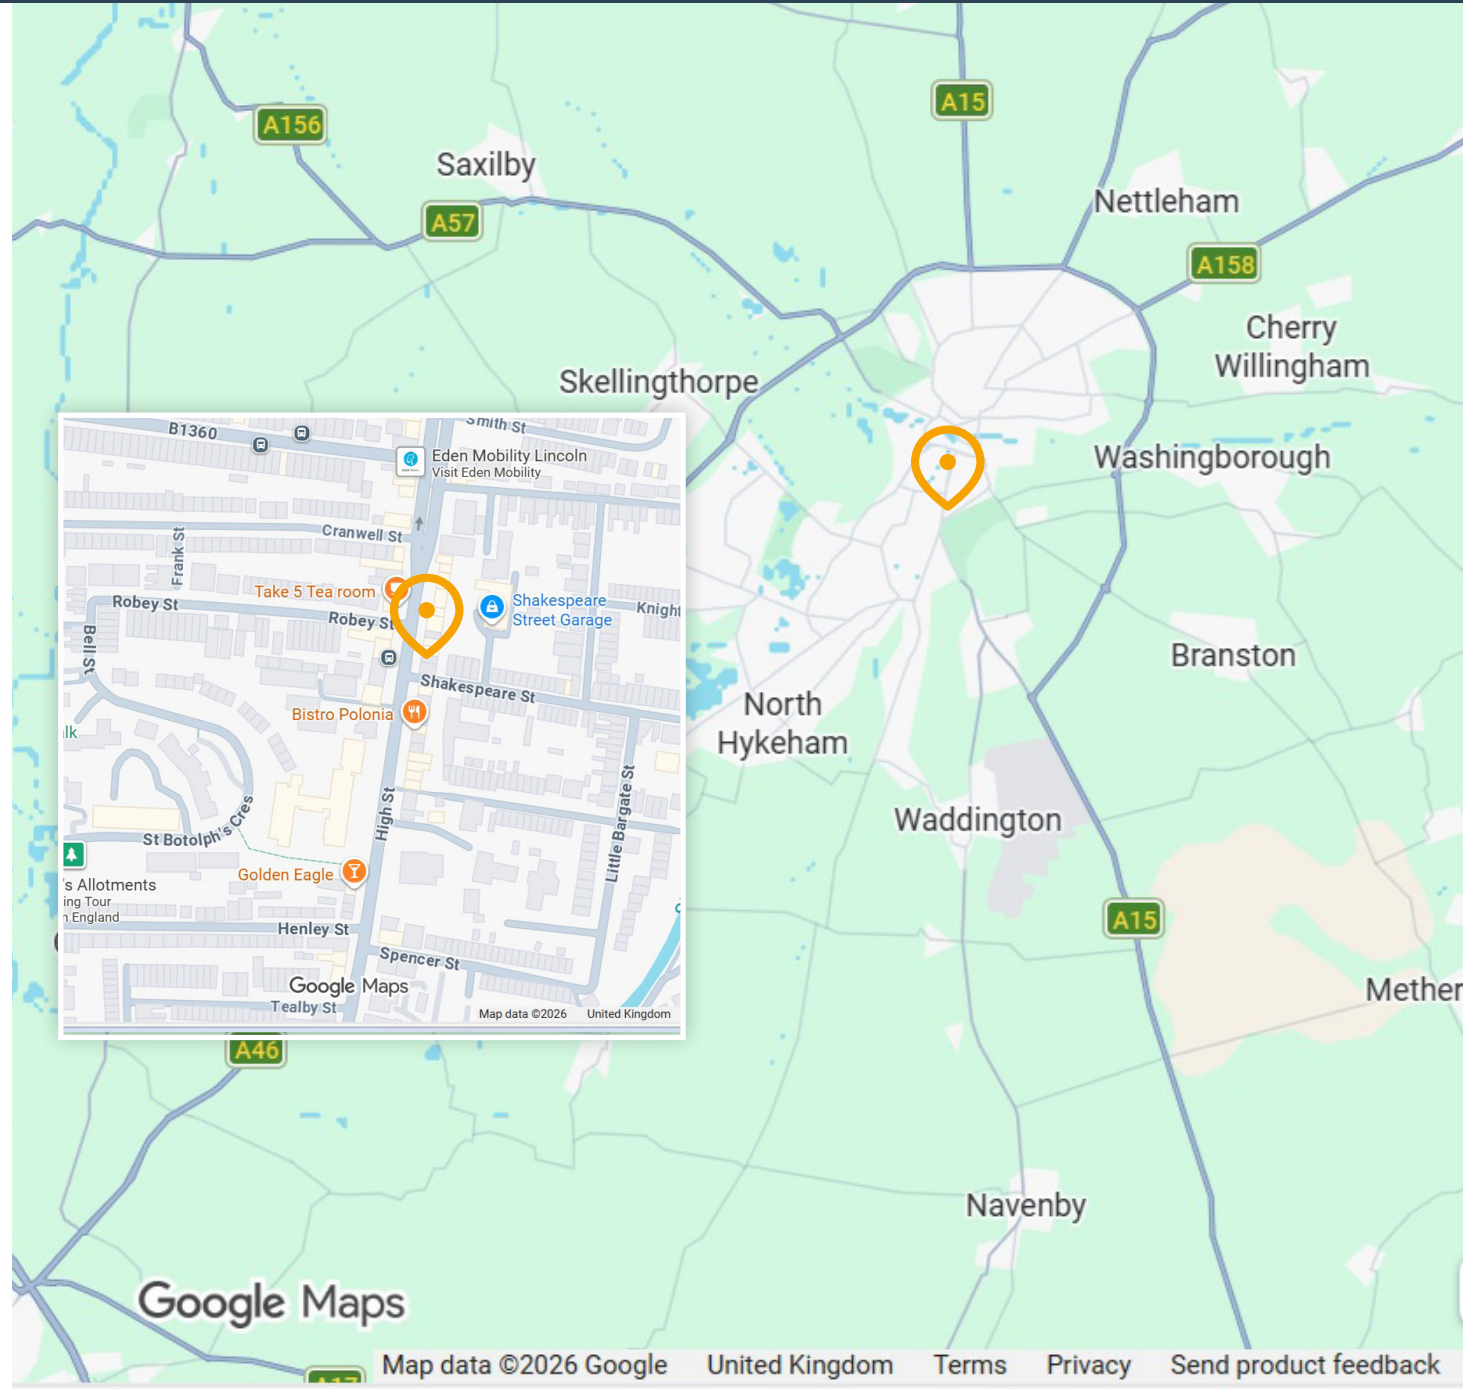 A156
A15
Saxilby
Nettleham
A57
A158
Cherry
Willingham
Skellingthorpe
Washingborough
Branston
North
Hykeham
Waddington
A15
Navenby
A46
Smith St
B1360
Eden Mobility Lincoln
Visit Eden Mobility
Cranwell St
Frank St
Take 5 Tea room
Robey St
Robey St
Shakespeare
Street Garage
Knight
Bell St
Shakespeare St
Bistro Polonia
lk
High St
Little Bargate St
St Botolph's Cres
Golden Eagle
's Allotments
ing Tour
England
Henley St
Spencer St
Tealby St
Google Maps
Map data ©2026
United Kingdom
Mether
Google Maps
A17
Map data ©2026 Google
United Kingdom
Terms
Privacy
Send product feedback